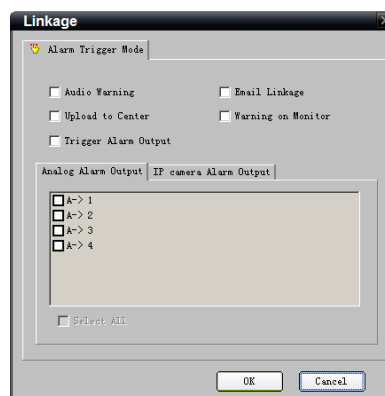 Linkage
Alarm Trigger Mode
Audio Warning Email Linkage
Upload to Center Warning on Monitor
Trigger Alarm Output
Analog Alarm Output IP camera Alarm Output
A-> 1
A-> 2
A-> 3
A-> 4
Select All
OK Cancel